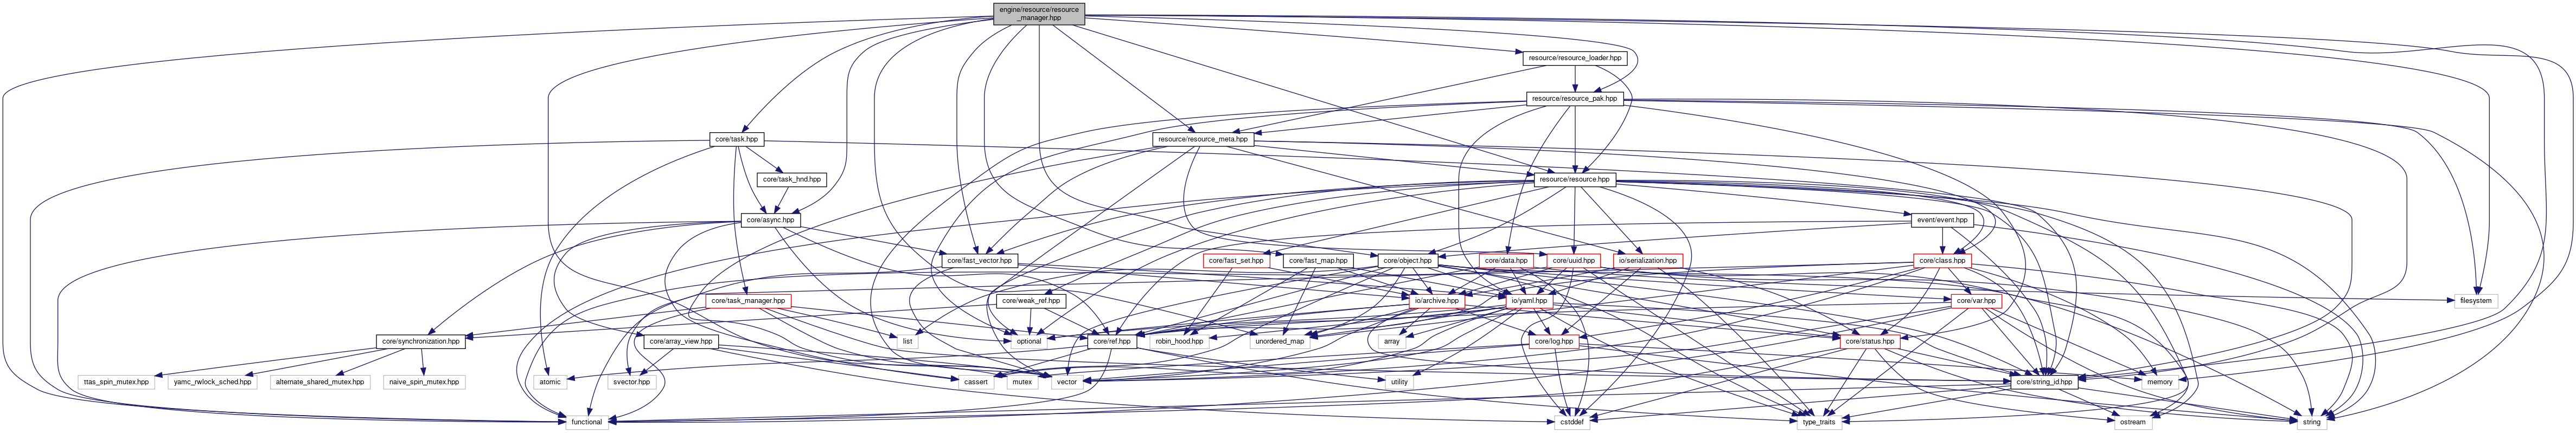 engine/resource/resource
_manager.hpp
resource/resource_loader.hpp
resource/resource_pak.hpp
core/task.hpp
resource/resource_meta.hpp
core/task_hnd.hpp
resource/resource.hpp
core/async.hpp
event/event.hpp
core/fast_vector.hpp
core/fast_set.hpp
core/fast_map.hpp
core/object.hpp
core/data.hpp
core/uuid.hpp
io/serialization.hpp
core/class.hpp
core/task_manager.hpp
core/weak_ref.hpp
io/archive.hpp
io/yaml.hpp
core/var.hpp
filesystem
core/synchronization.hpp
core/array_view.hpp
list
optional
core/ref.hpp
robin_hood.hpp
unordered_map
array
core/log.hpp
core/status.hpp
ttas_spin_mutex.hpp
yamc_rwlock_sched.hpp
alternate_shared_mutex.hpp
naive_spin_mutex.hpp
atomic
svector.hpp
cassert
mutex
vector
utility
core/string_id.hpp
memory
functional
cstddef
type_traits
ostream
string